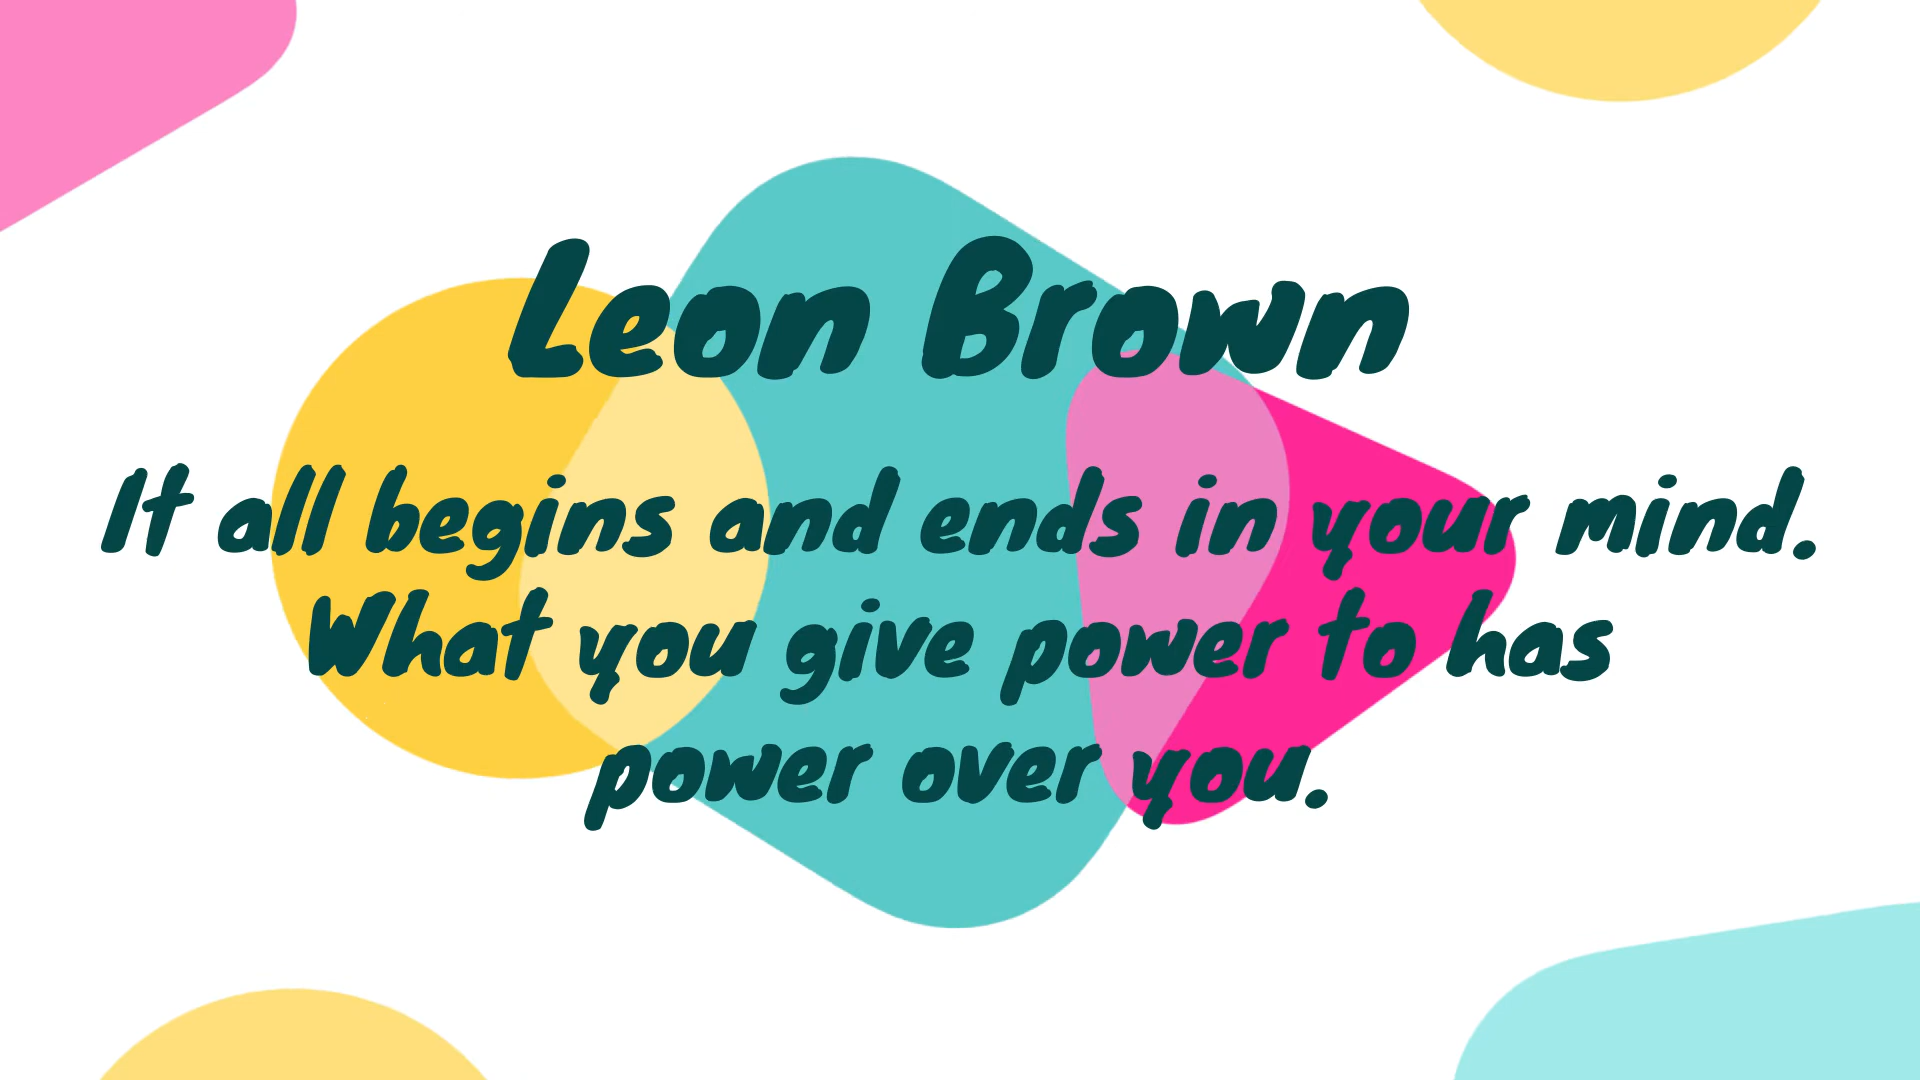 Leon Brown
It all begins and ends in your mind.
What you give power to has
power over you.